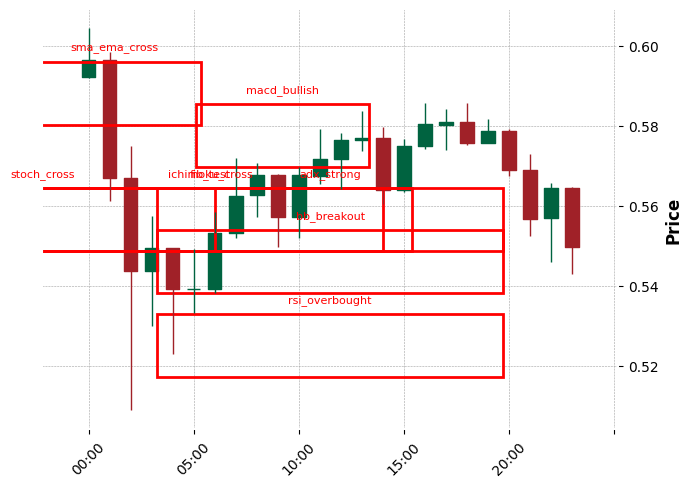 sma_ema_cross
0.60
macd_bullish
0.58
stoch_cross
adx_strong
bb_breakout
0.56
Price
0.54
rsi_overbought
0.52
00:00
05:00
10:00
15:00
20:00